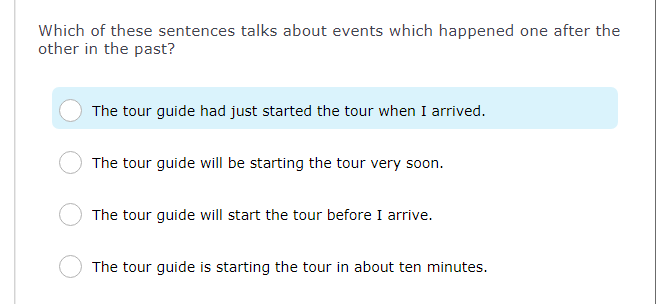 Which of these sentences talks about events which happened one after the
other in the past?
The tour guide had just started the tour when I arrived.
The tour guide will be starting the tour very soon.
The tour guide will start the tour before I arrive.
The tour guide is starting the tour in about ten minutes.